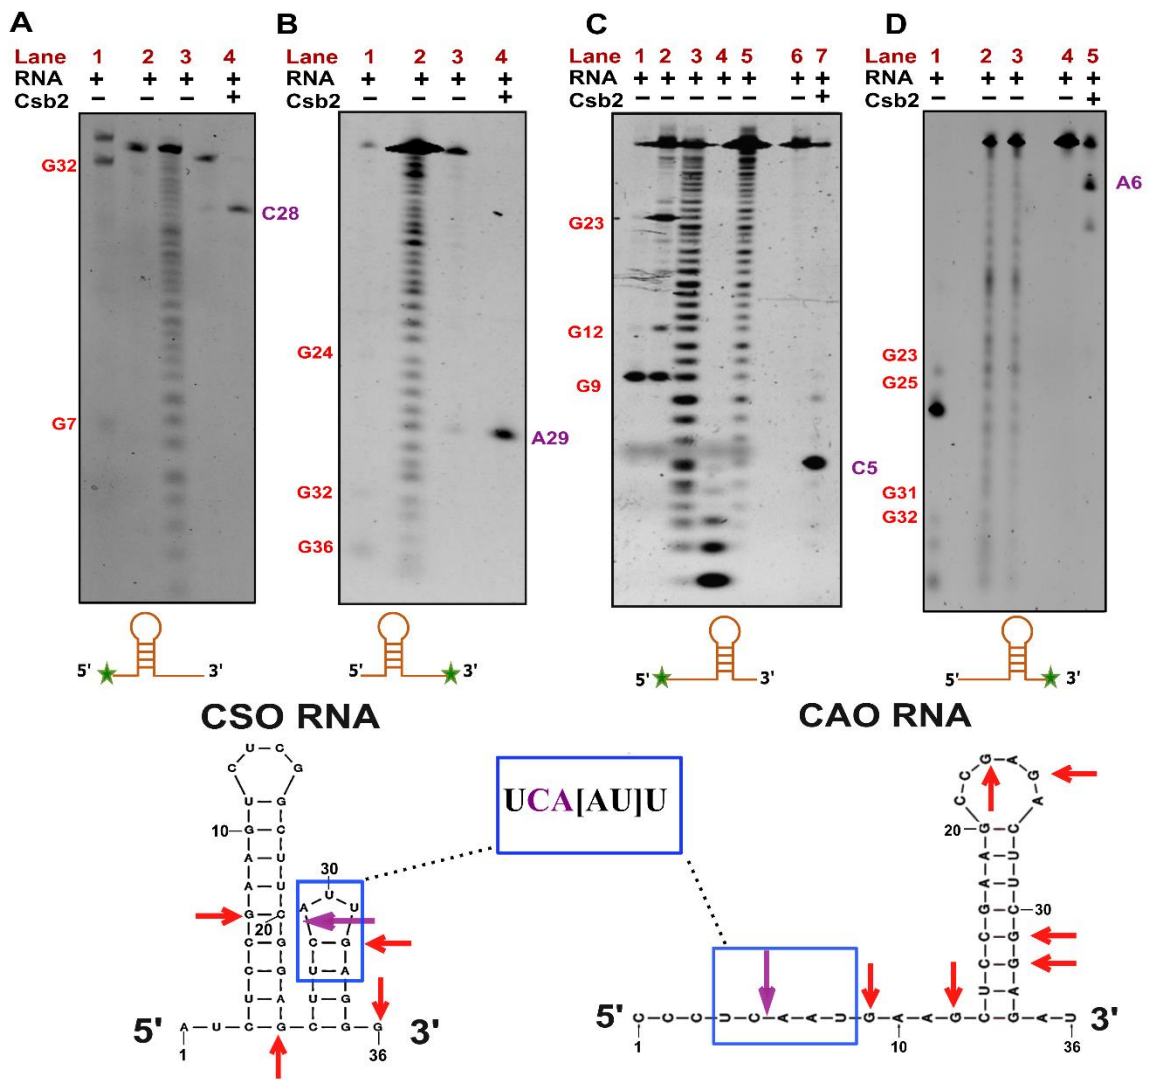 A B C D
Lane 1 2 3 4 Lane 1 2 3 4 Lane 1 2 3 4 5 6 7 Lane 1 2 3 4 5
RNA + + + + RNA + + + + RNA + + + + + + + RNA + + + + +
Csb2 – – – + Csb2 – – – + Csb2 – – – – – – + Csb2 – – – – +
G32
C28
G7
G24
A29
G32
G36
G23
G12
G9
C5
A6
G23
G25
G31
G32
5' 3'
5' 3'
5' 3'
5' 3'
CSO RNA
CAO RNA
UCA[AU]U
U C
C G
U G
10 G C
A U
A U
G C 20
C G
C G
U A
30
A U U
C G
U A
U G
5' A U C G C G G 3'
1 36
C G A
C G
20 G A
G C
A U
A U
G C 30
C G
C G
U A
5' C C C U C A A U G A A G C G A U 3'
1 10 36